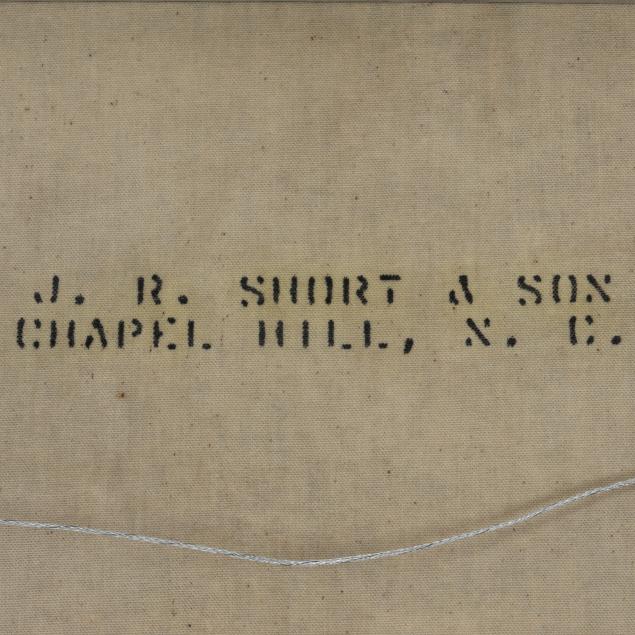 J. R. SHORT & SON
CHAPEL HILL, N. C.